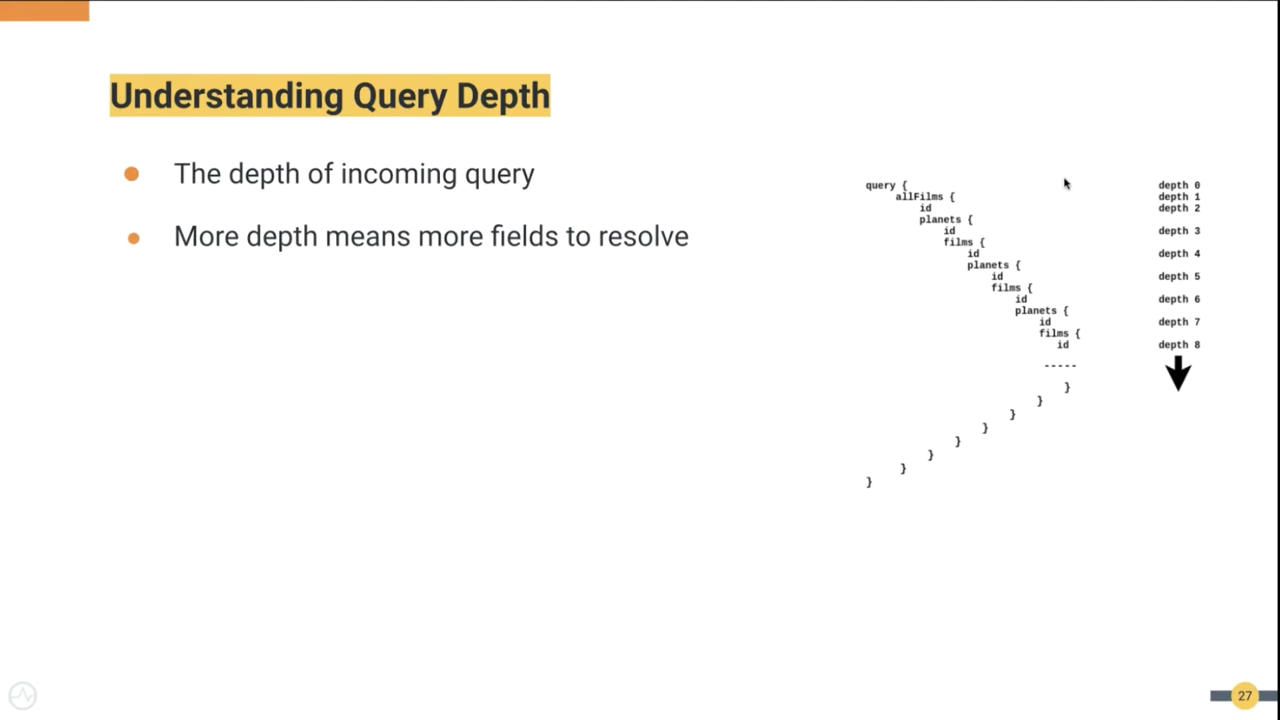 Understanding Query Depth
The depth of incoming query
More depth means more fields to resolve
query { depth 0
allFilms { depth 1
id depth 2
planets {
id depth 3
films {
id depth 4
planets {
id depth 5
films {
id depth 6
planets {
id depth 7
films {
id depth 8
-----
}
}
}
}
}
}
}
}
27